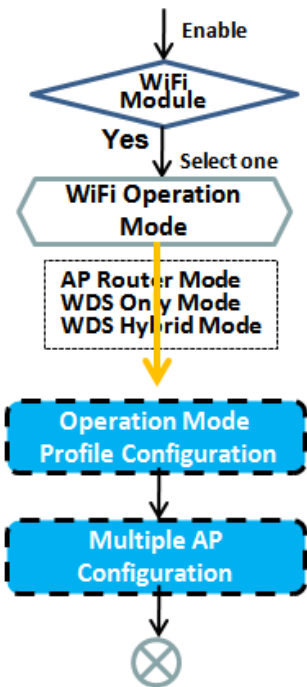 Enable
WiFi
Module
Yes
Select one
WiFi Operation
Mode
AP Router Mode
WDS Only Mode
WDS Hybrid Mode
Operation Mode
Profile Configuration
Multiple AP
Configuration